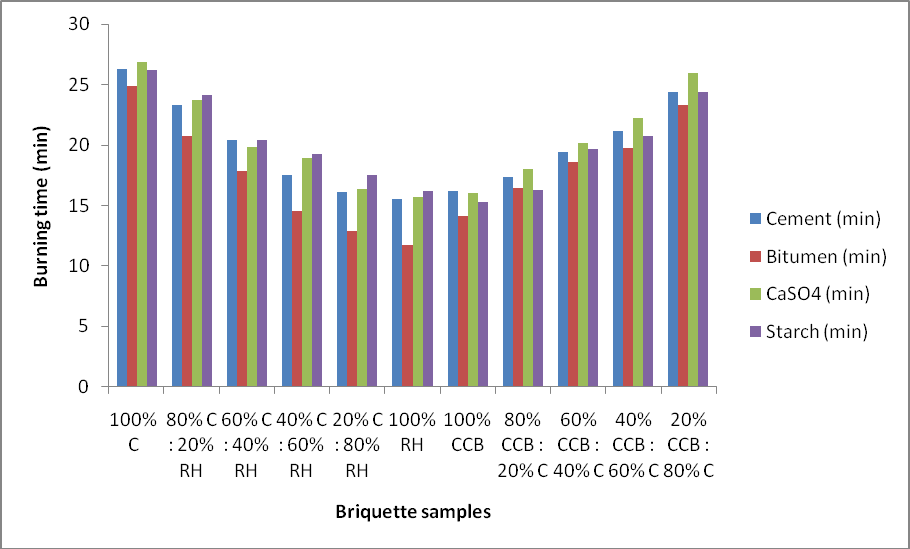 30
25
20
15
10
5
0
Burning time (min)
100%
C
80% C
: 20%
RH
60% C
: 40%
RH
40% C
: 60%
RH
20% C
: 80%
RH
100%
RH
100%
CCB
80%
CCB :
20% C
60%
CCB :
40% C
40%
CCB :
60% C
20%
CCB :
80% C
Briquette samples
Cement (min)
Bitumen (min)
CaSO4 (min)
Starch (min)